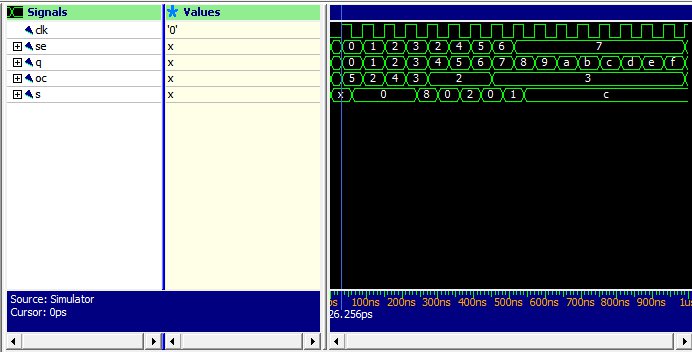 Signals Values
clk '0'
se x 0 1 2 3 2 4 5 6 7
q x 0 1 2 3 4 5 6 7 8 9 a b c d e f
oc x 5 2 4 3 2 3
s x x 0 8 0 2 0 1 c
Source: Simulator
Cursor: 0ps
ps 100ns 200ns 300ns 400ns 500ns 600ns 700ns 800ns 900ns 1us
26.256ps